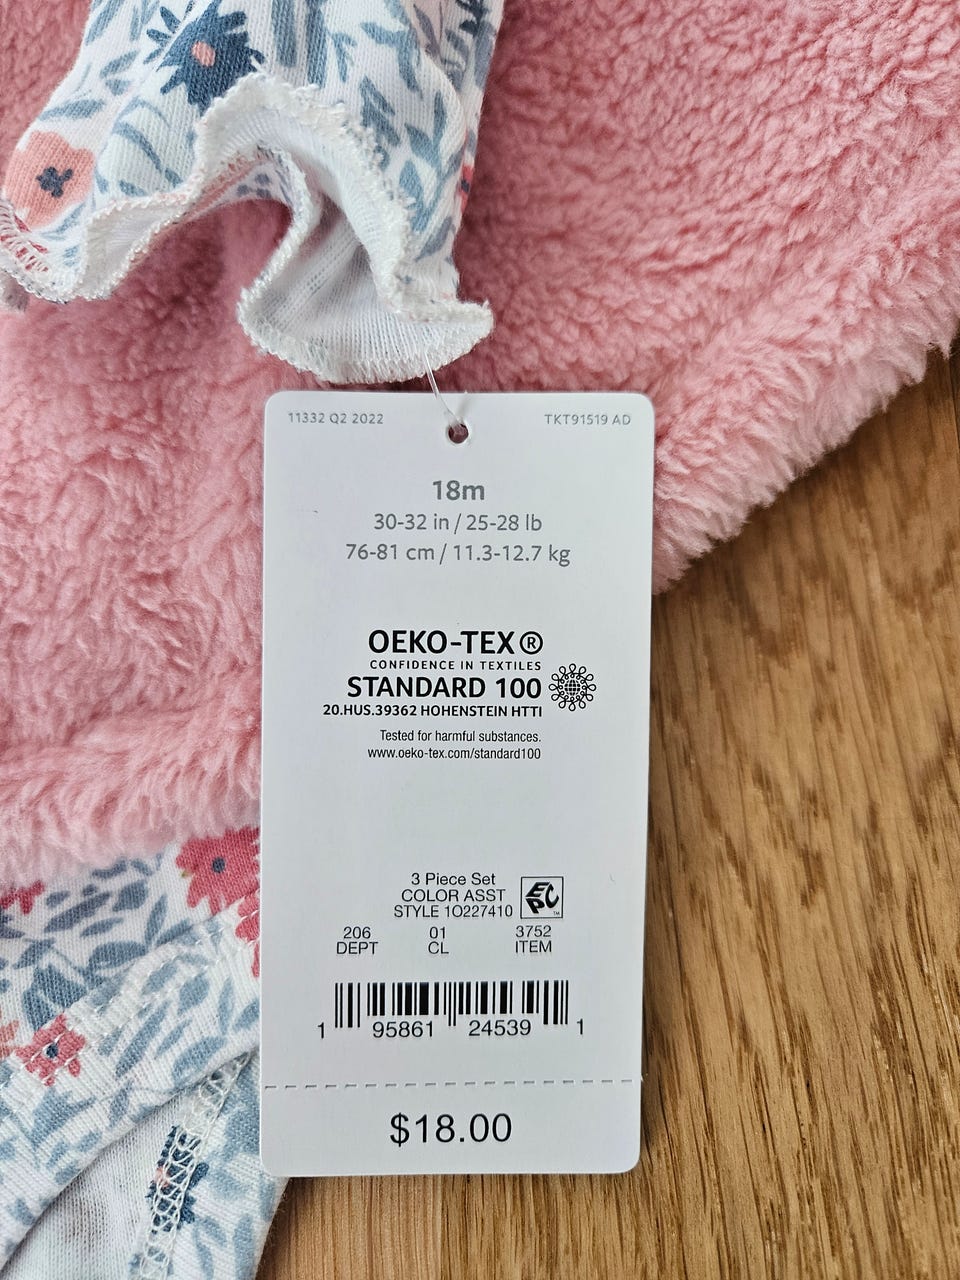 11332 Q2 2022
TKT91519 AD
18m
30-32 in / 25-28 lb
76-81 cm / 11.3-12.7 kg
OEKO-TEX®
CONFIDENCE IN TEXTILES
STANDARD 100
20.HUS.39362 HOHENSTEIN HTTI
Tested for harmful substances.
www.oeko-tex.com/standard100
3 Piece Set
COLOR ASST
STYLE 1O227410
EPC™
206 01 3752
DEPT CL ITEM
1 95861 24539 1
$18.00